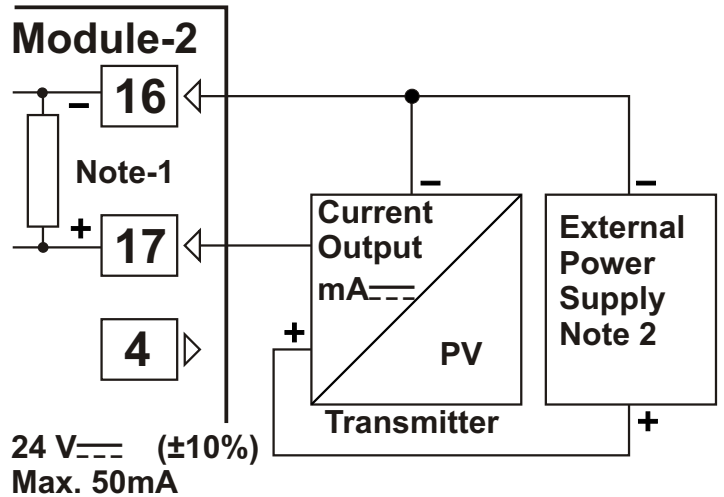 Module-2
– 16
Note-1
+ 17
4
24 V⎓ (±10%)
Max. 50mA
–
Current
Output
mA⎓
+
PV
Transmitter
–
External
Power
Supply
Note 2
+